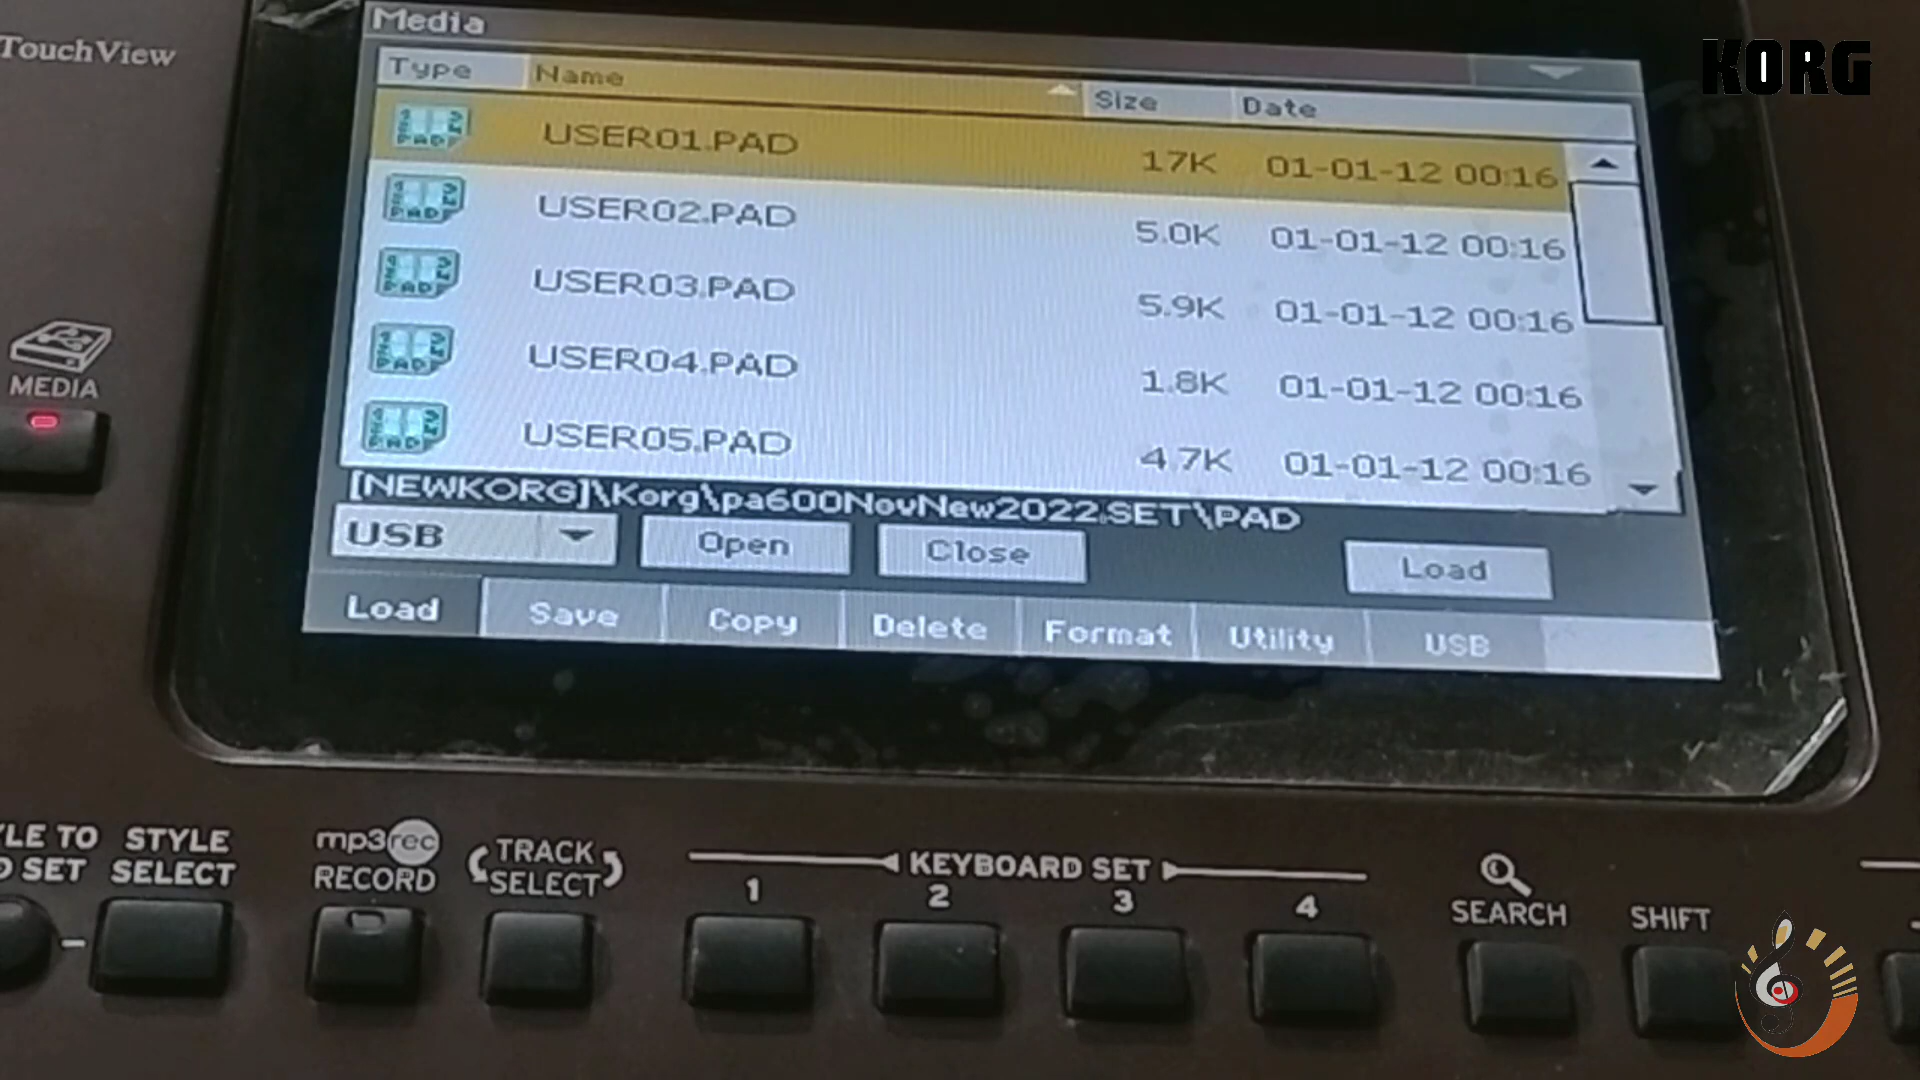 TouchView
KORG
Media
Type Name Size Date
USER01.PAD 17K 01-01-12 00:16
USER02.PAD 5.0K 01-01-12 00:16
USER03.PAD 5.9K 01-01-12 00:16
USER04.PAD 1.8K 01-01-12 00:16
USER05.PAD 4.7K 01-01-12 00:16
[NEWKORG]\Korg\pa600NovNew2022.SET\PAD
USB Open Close Load
Load Save Copy Delete Format Utility USB
MEDIA
STYLE
SELECT
mp3rec
RECORD
TRACK
SELECT
KEYBOARD SET
1 2 3 4
SEARCH
SHIFT
TO
SET